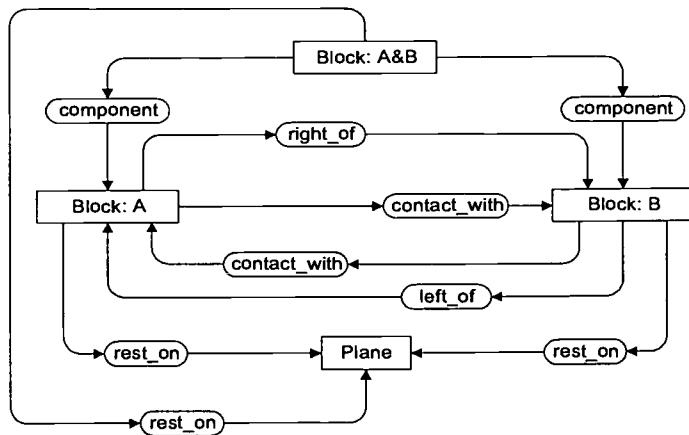 Block: A&B
component
component
right_of
Block: A
contact_with
Block: B
contact_with
left_of
rest_on
Plane
rest_on
rest_on